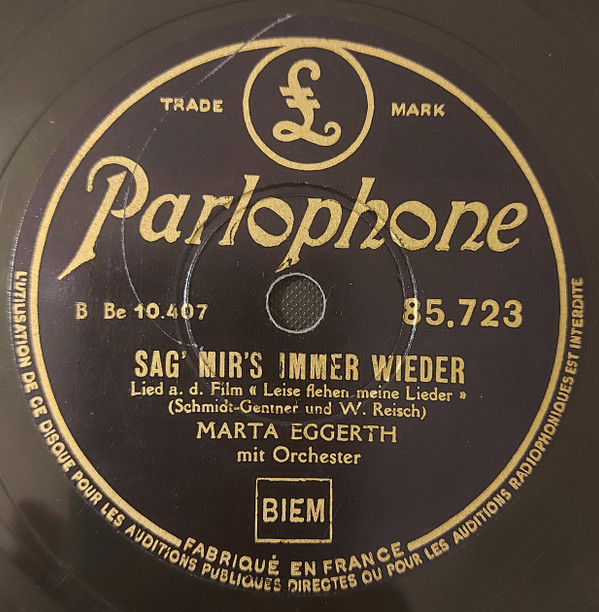 TRADE MARK
£
Parlophone
B Be 10.407
85.723
SAG' MIR'S IMMER WIEDER
Lied a. d. Film « Leise flehen meine Lieder »
(Schmidt-Gentner und W. Reisch)
MARTA EGGERTH
mit Orchester
BIEM
FABRIQUÉ EN FRANCE
L'UTILISATION DE CE DISQUE POUR LES AUDITIONS PUBLIQUES DIRECTES OU POUR LES AUDITIONS RADIOPHONIQUES EST INTERDITE